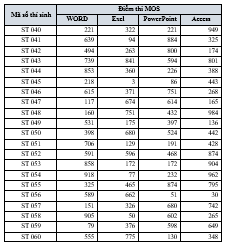 Mã số thí sinh Điểm thi MOS
WORD Exel PowerPoint Access
ST 040 221 322 221 949
ST 041 639 94 884 325
ST 042 494 263 800 174
ST 043 739 841 594 801
ST 044 853 360 226 388
ST 045 218 3 86 443
ST 046 615 371 751 268
ST 047 117 674 614 165
ST 048 160 751 432 984
ST 049 531 175 397 136
ST 050 398 680 524 442
ST 051 706 129 191 428
ST 052 591 596 468 874
ST 053 858 172 172 904
ST 054 918 77 232 962
ST 055 325 465 874 795
ST 056 589 662 51 30
ST 057 151 326 680 742
ST 058 905 50 602 265
ST 059 79 376 598 649
ST 060 555 775 130 348